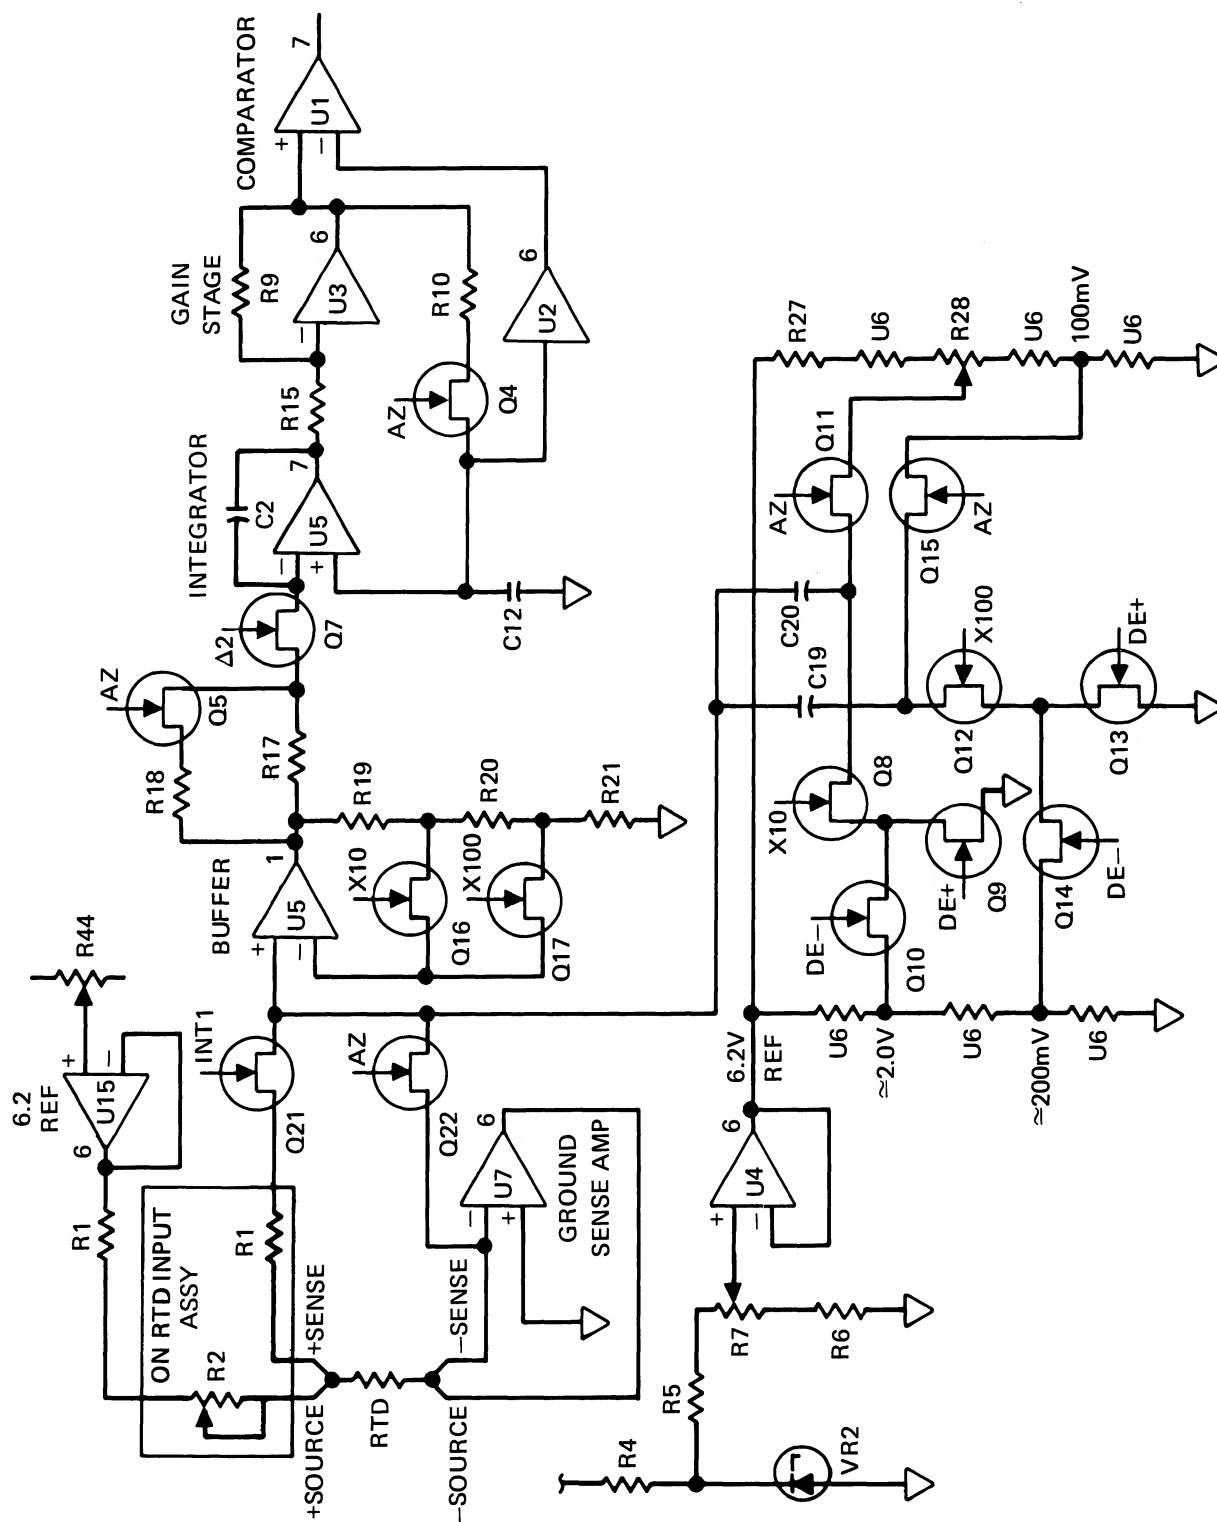 COMPARATOR
7
+
−
U1
GAIN
STAGE
R9
6
U3
−
R10
6
U2
AZ
Q4
R15
INTEGRATOR
C2
7
U5
−
+
C12
Δ2
Q7
AZ
Q5
R18
R17
R19
R20
R21
BUFFER
1
U5
+
−
X10
Q16
X100
Q17
R44
6.2
REF
U15
+
−
6
INT1
Q21
AZ
Q22
R1
ON RTD INPUT
ASSY
R2
R1
+SENSE
+SOURCE
RTD
−SENSE
−SOURCE
6
U7
−
+
GROUND
SENSE AMP
R4
VR2
R5
R7
R6
+
−
U4
6
6.2V
REF
U6
≃2.0V
U6
≃200mV
U6
DE−
Q10
DE+
Q9
X10
Q8
DE−
Q14
C20
C19
AZ
Q11
AZ
Q15
X100
Q12
DE+
Q13
R27
U6
R28
U6
100mV
U6